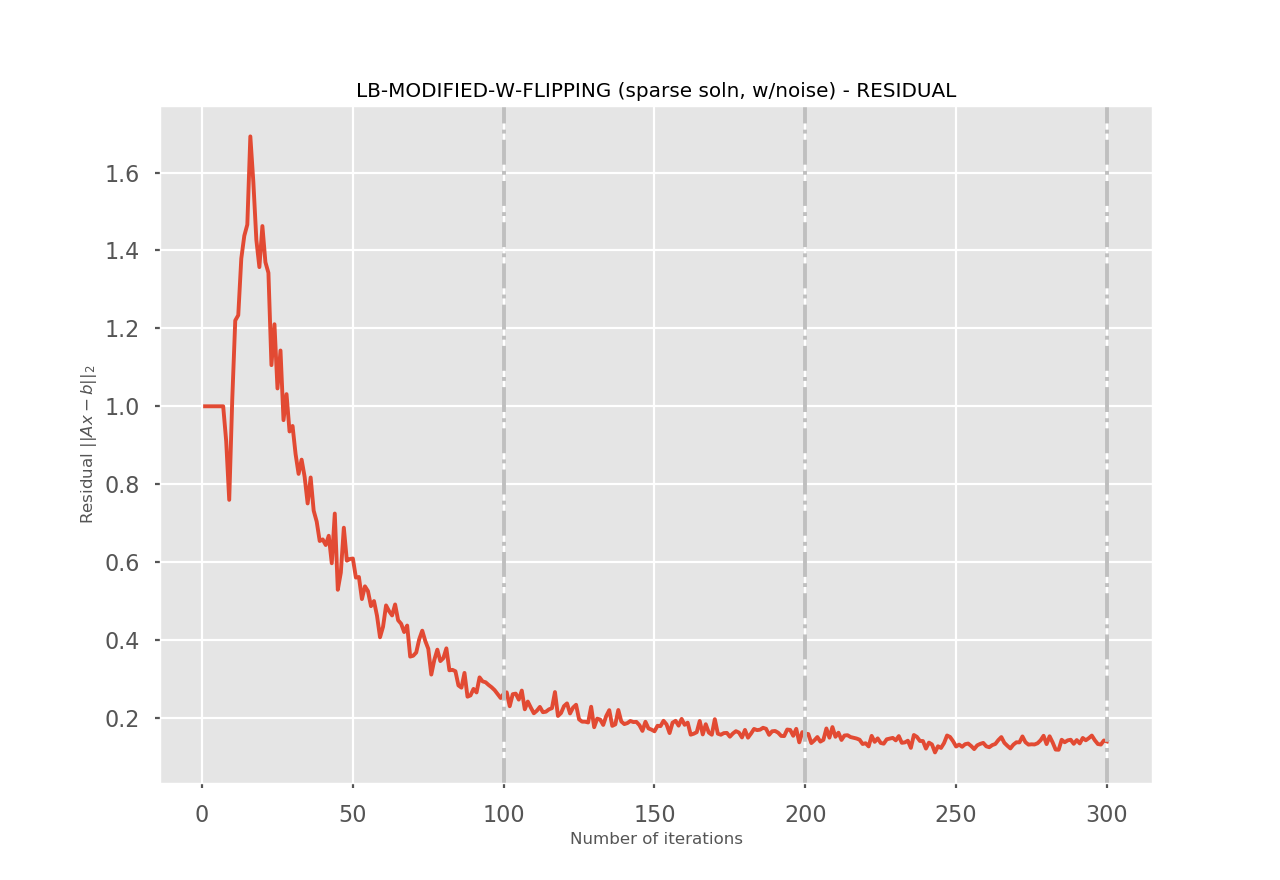 LB-MODIFIED-W-FLIPPING (sparse soln, w/noise) - RESIDUAL
1.6
1.4
1.2
1.0
0.8
0.6
0.4
0.2
Residual ||Ax − b||₂
0 50 100 150 200 250 300
Number of iterations